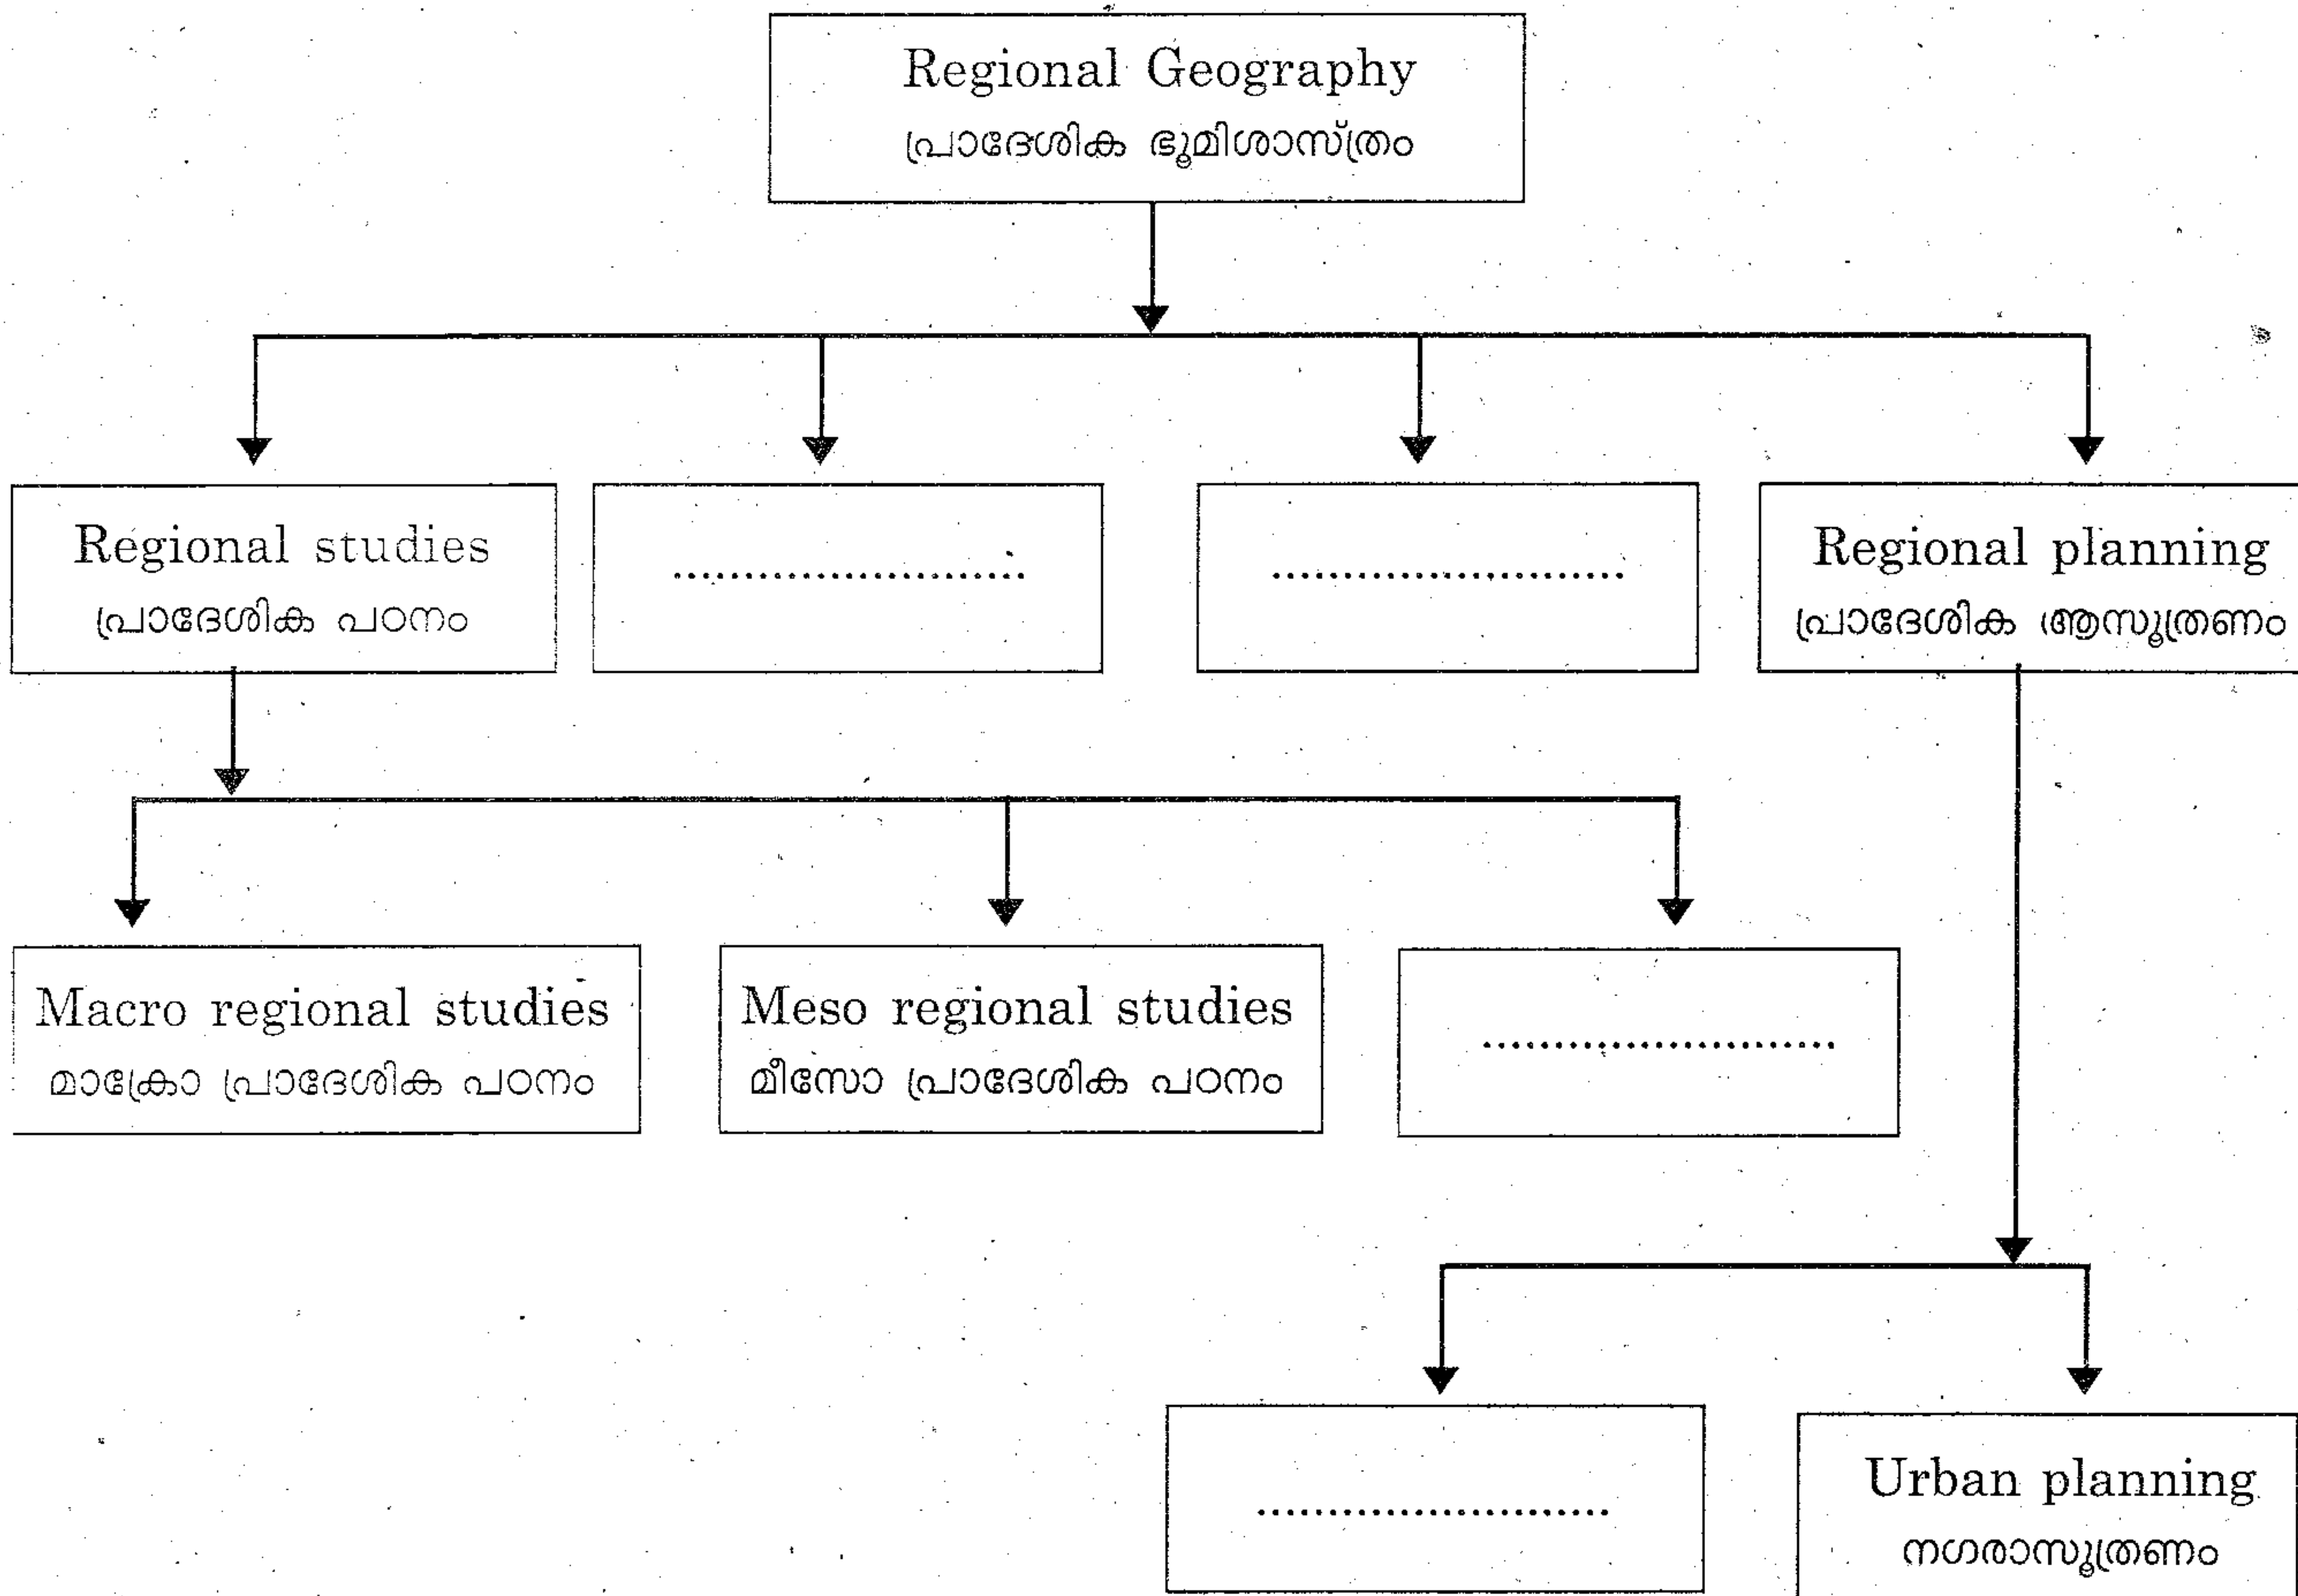 Regional Geography
പ്രാദേശിക ഭൂമിശാസ്ത്രം
Regional studies
പ്രാദേശിക പഠനം
........................
........................
Regional planning
പ്രാദേശിക ആസൂത്രണം
Macro regional studies
മാക്രോ പ്രാദേശിക പഠനം
Meso regional studies
മീസോ പ്രാദേശിക പഠനം
........................
........................
Urban planning
നഗരാസൂത്രണം